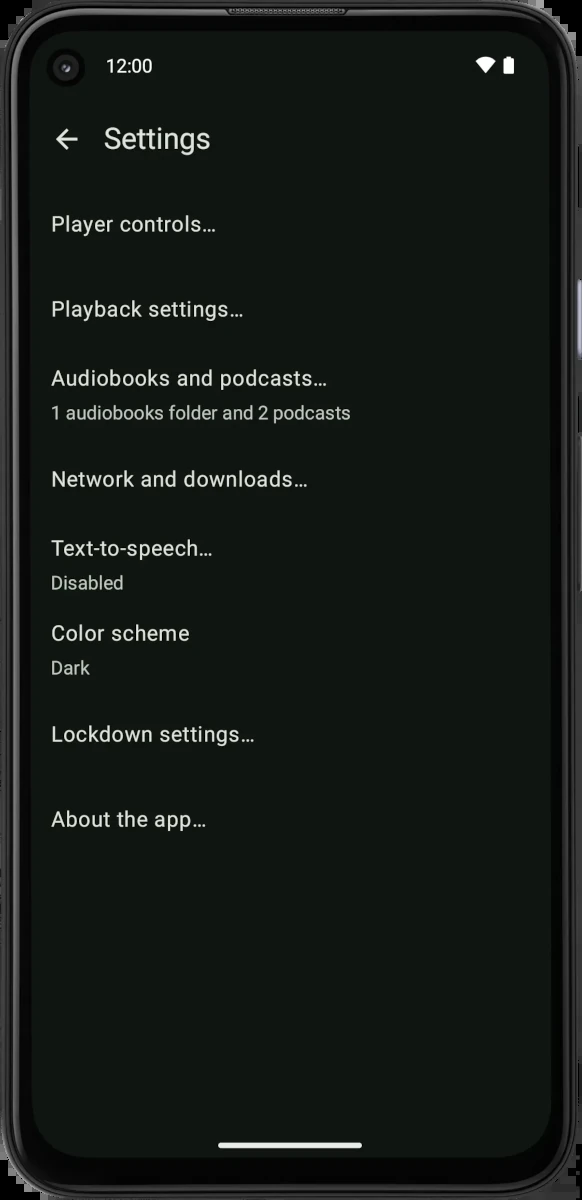 12:00
Settings
Player controls…
Playback settings…
Audiobooks and podcasts…
1 audiobooks folder and 2 podcasts
Network and downloads…
Text-to-speech…
Disabled
Color scheme
Dark
Lockdown settings…
About the app…